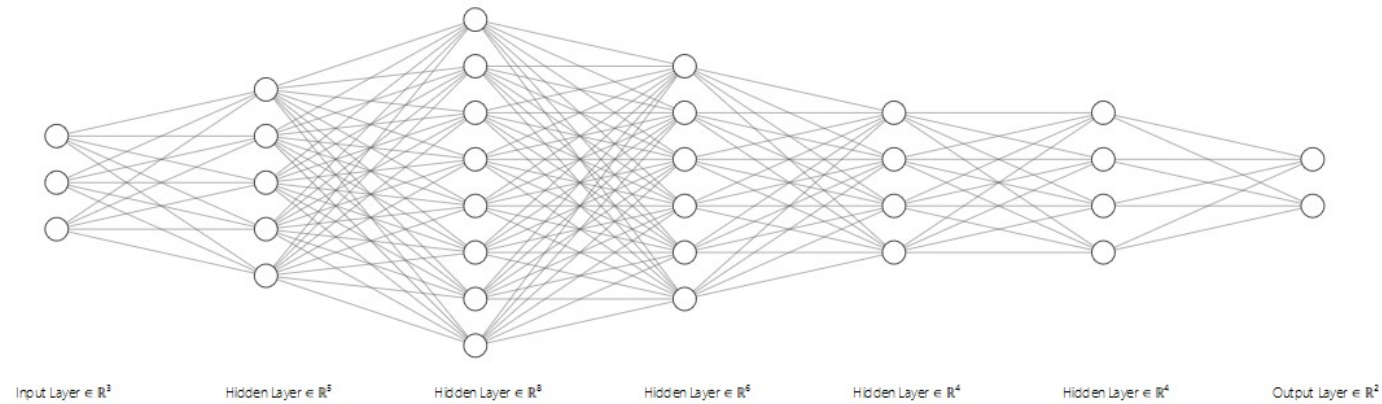 Input Layer ∈ ℝ³
Hidden Layer ∈ ℝ⁵
Hidden Layer ∈ ℝ⁸
Hidden Layer ∈ ℝ⁶
Hidden Layer ∈ ℝ⁴
Hidden Layer ∈ ℝ⁴
Output Layer ∈ ℝ²